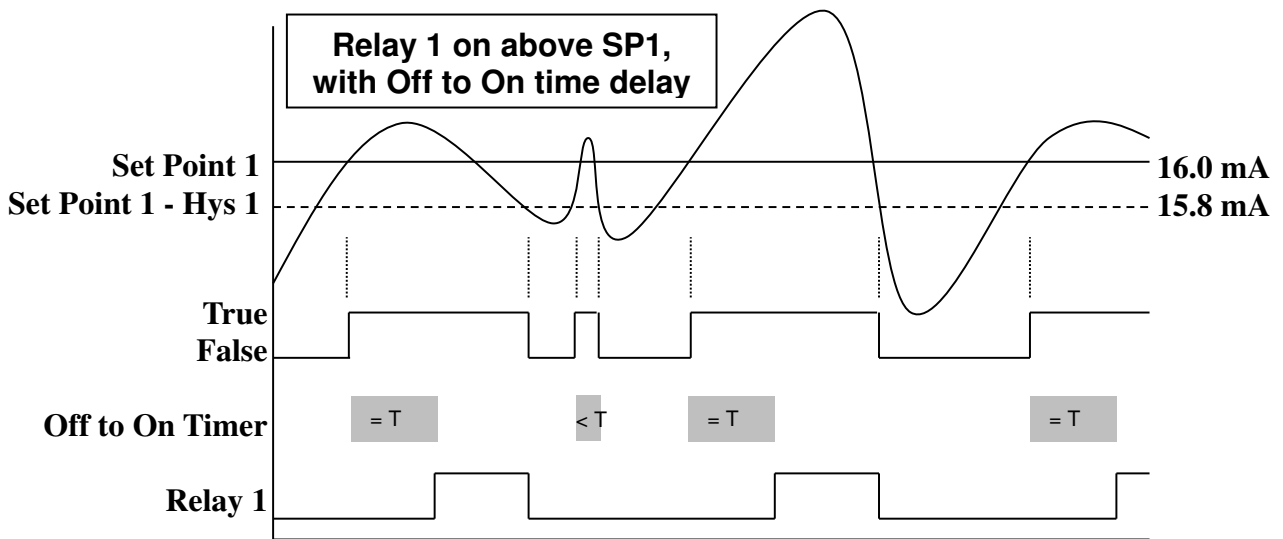 Relay 1 on above SP1,
with Off to On time delay
Set Point 1
16.0 mA
Set Point 1 - Hys 1
15.8 mA
True
False
Off to On Timer
= T
< T
= T
= T
Relay 1